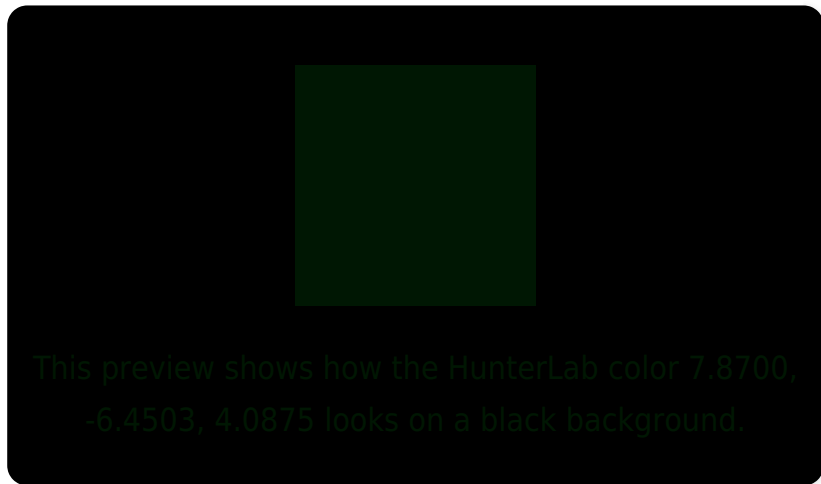 This preview shows how the HunterLab color 7.8700,
-6.4503, 4.0875 looks on a black background.